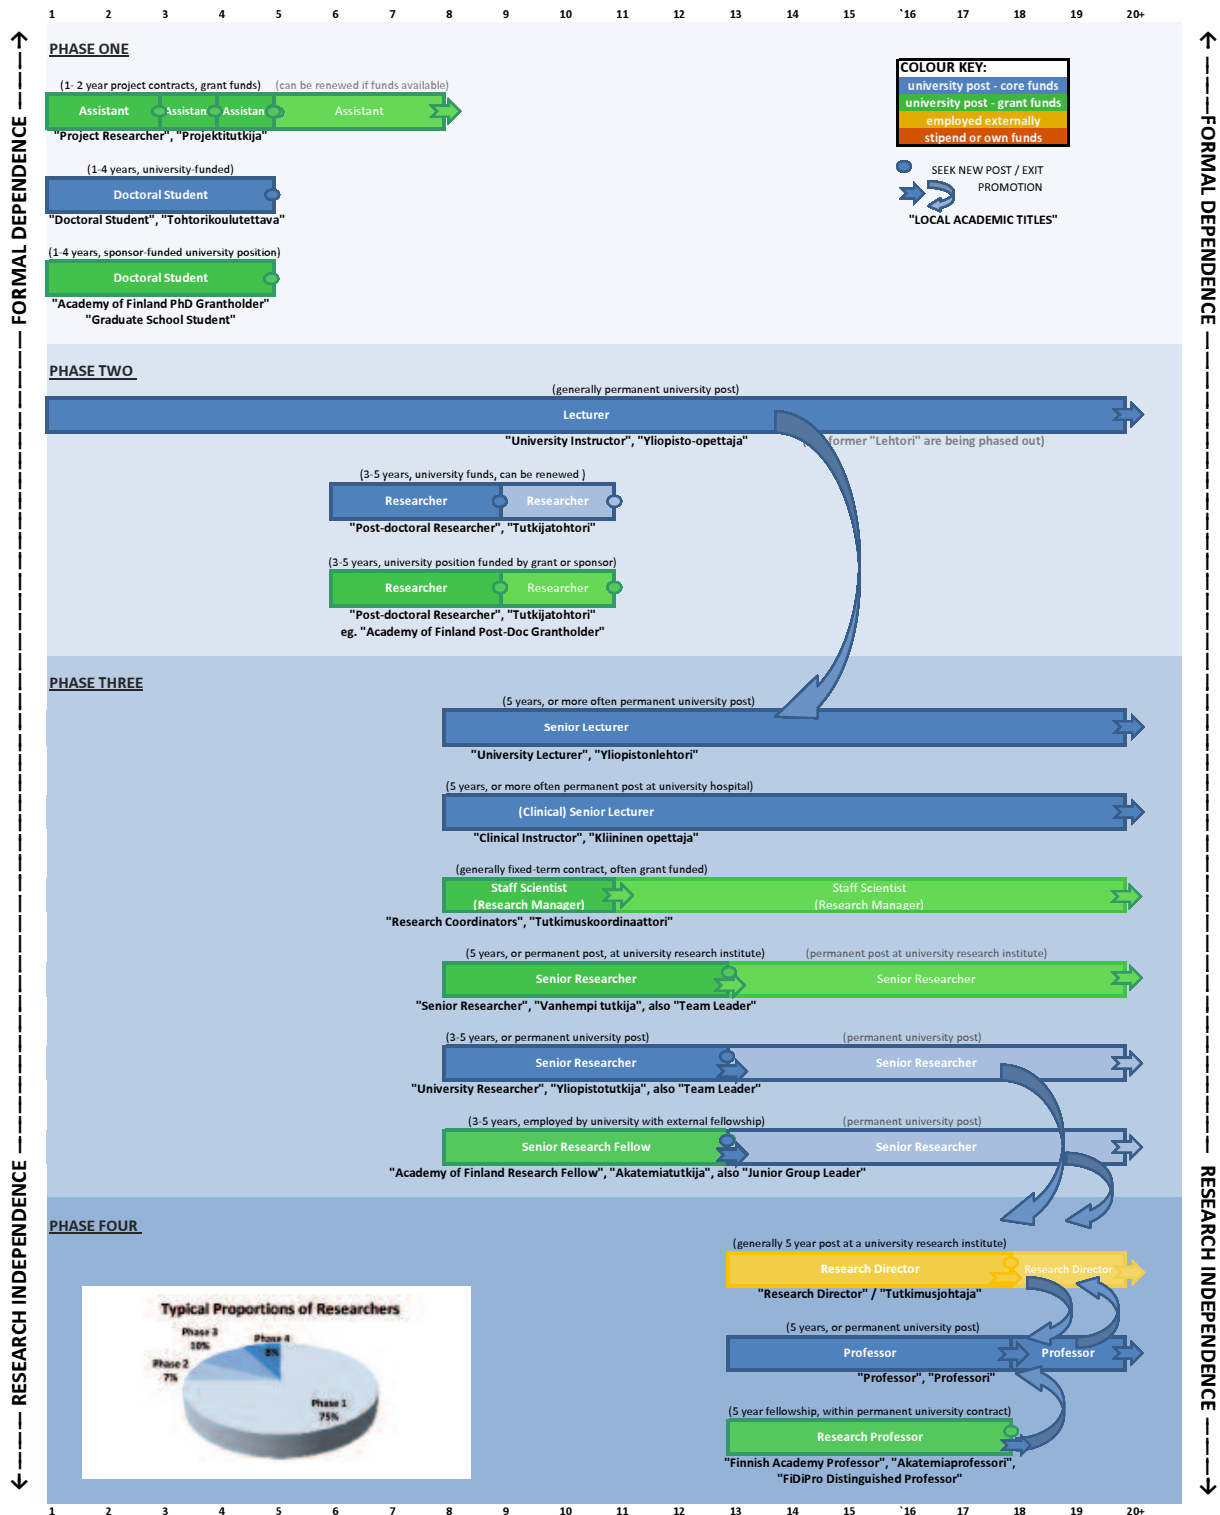 1 2 3 4 5 6 7 8 9 10 11 12 13 14 15 `16 17 18 19 20+
PHASE ONE
(1- 2 year project contracts, grant funds) (can be renewed if funds available)
Assistant Assistan Assistan Assistant
"Project Researcher", "Projektitutkija"
(1-4 years, university-funded)
Doctoral Student
"Doctoral Student", "Tohtorikoulutettava"
(1-4 years, sponsor-funded university position)
Doctoral Student
"Academy of Finland PhD Grantholder"
"Graduate School Student"
COLOUR KEY:
university post - core funds
university post - grant funds
employed externally
stipend or own funds
SEEK NEW POST / EXIT
PROMOTION
"LOCAL ACADEMIC TITLES"
FORMAL DEPENDENCE
FORMAL DEPENDENCE
PHASE TWO
(generally permanent university post)
Lecturer
"University Instructor", "Yliopisto-opettaja" former "Lehtori" are being phased out)
(3-5 years, university funds, can be renewed )
Researcher Researcher
"Post-doctoral Researcher", "Tutkijatohtori"
(3-5 years, university position funded by grant or sponsor)
Researcher Researcher
"Post-doctoral Researcher", "Tutkijatohtori"
eg. "Academy of Finland Post-Doc Grantholder"
PHASE THREE
(5 years, or more often permanent university post)
Senior Lecturer
"University Lecturer", "Yliopistonlehtori"
(5 years, or more often permanent post at university hospital)
(Clinical) Senior Lecturer
"Clinical Instructor", "Kliininen opettaja"
(generally fixed-term contract, often grant funded)
Staff Scientist Staff Scientist
(Research Manager) (Research Manager)
"Research Coordinators", "Tutkimuskoordinaattori"
(5 years, or permanent post, at university research institute) (permanent post at university research institute)
Senior Researcher Senior Researcher
"Senior Researcher", "Vanhempi tutkija", also "Team Leader"
(3-5 years, or permanent university post) (permanent university post)
Senior Researcher Senior Researcher
"University Researcher", "Yliopistotutkija", also "Team Leader"
(3-5 years, employed by university with external fellowship) (permanent university post)
Senior Research Fellow Senior Researcher
"Academy of Finland Research Fellow", "Akatemiatutkija", also "Junior Group Leader"
RESEARCH INDEPENDENCE
RESEARCH INDEPENDENCE
PHASE FOUR
(generally 5 year post at a university research institute)
Research Director Research Director
"Research Director" / "Tutkimusjohtaja"
(5 years, or permanent university post)
Professor Professor
"Professor", "Professori"
(5 year fellowship, within permanent university contract)
Research Professor
"Finnish Academy Professor", "Akatemiaprofessori",
"FiDiPro Distinguished Professor"
Typical Proportions of Researchers
Phase 3
10%
Phase 4
8%
Phase 2
7%
Phase 1
75%
1 2 3 4 5 6 7 8 9 10 11 12 13 14 15 `16 17 18 19 20+